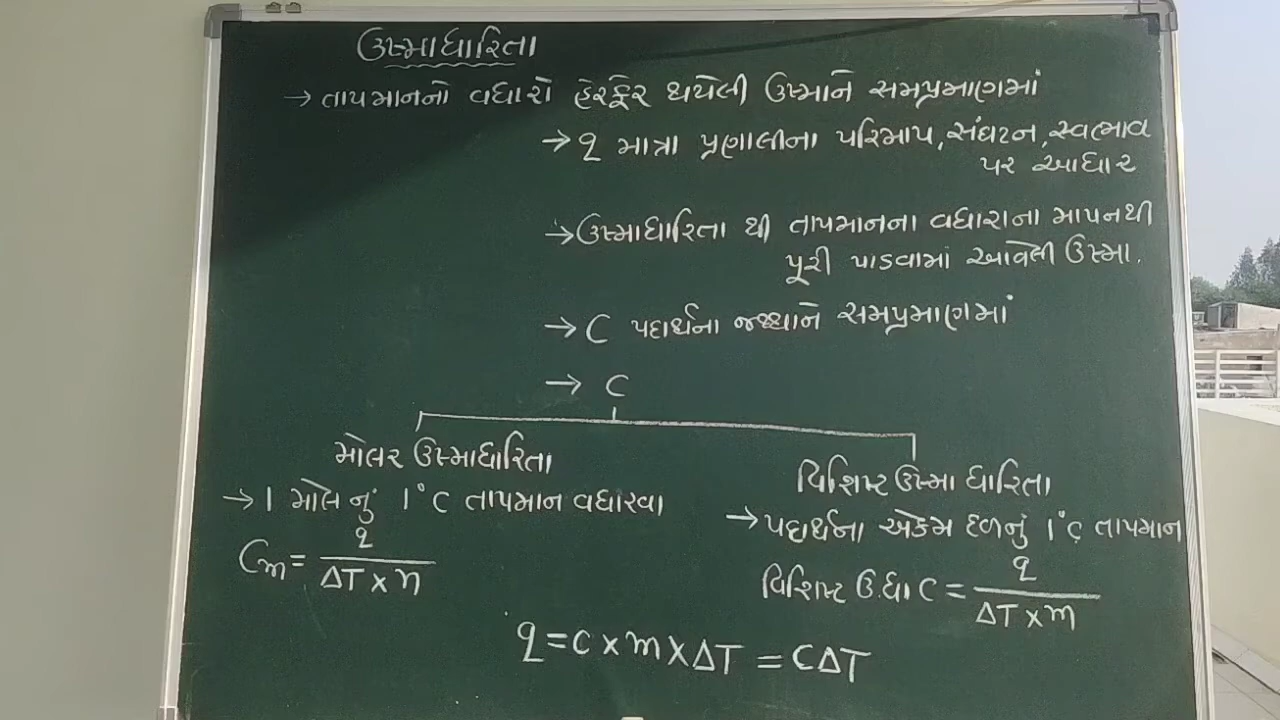 ઉષ્માધારિતા
→ તાપમાનનો વધારો હેરફેર થયેલી ઉષ્માને સમપ્રમાણમાં
→ q માત્રા પ્રણાલીના પરિમાપ, સંઘટન, સ્વભાવ
પર આધાર
→ ઉષ્માધારિતા થી તાપમાનના વધારાના માપનથી
પૂરી પાડવામાં આવેલી ઉષ્મા.
→ C પદાર્થના જથ્થાને સમપ્રમાણમાં
→ C
મોલર ઉષ્માધારિતા
→ 1 મોલનું 1°C તાપમાન વધારવા
Cm = q / ΔT × n
વિશિષ્ટ ઉષ્મા ધારિતા
→ પદાર્થના એકમ દળનું 1°C તાપમાન
વિશિષ્ટ ઉ.ધા C = q / ΔT × m
q = C × m × ΔT = CΔT